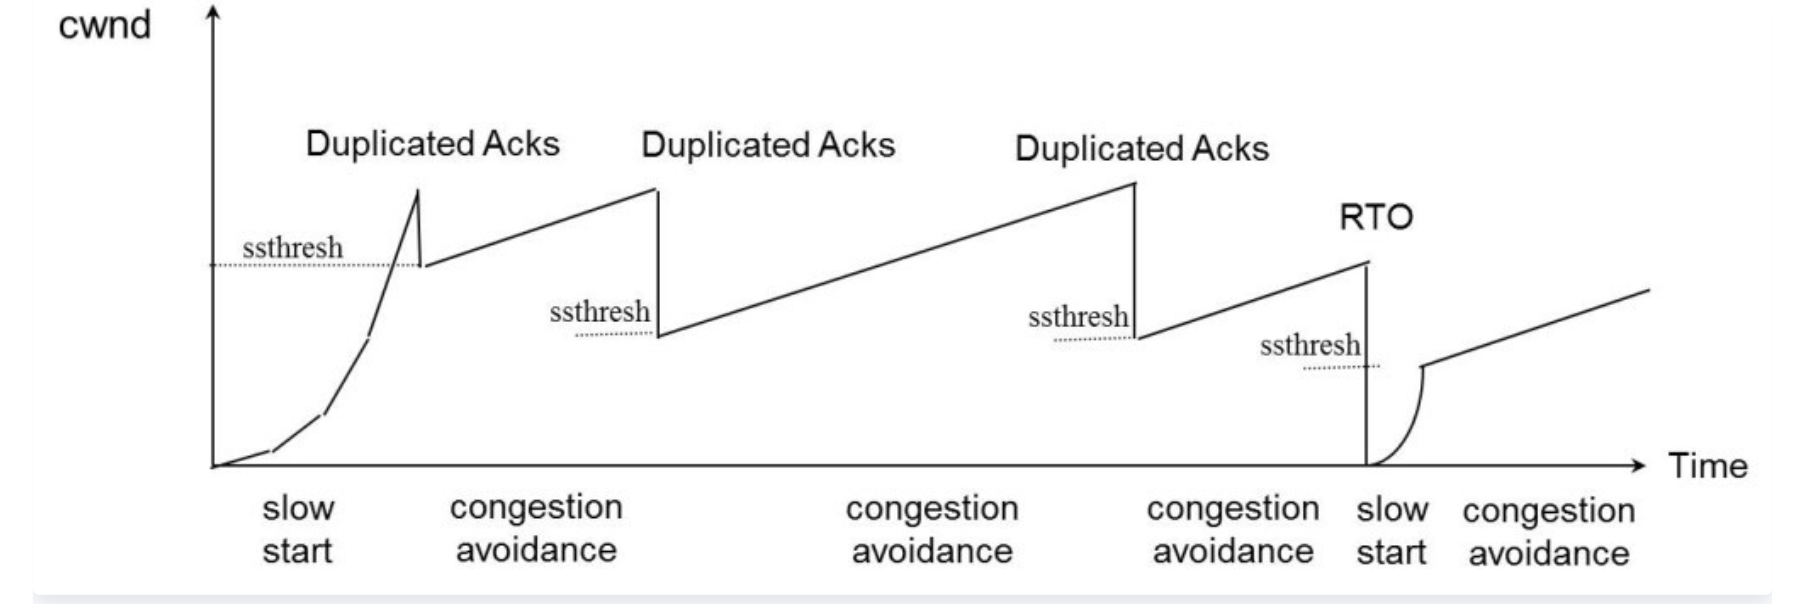 cwnd
Duplicated Acks
Duplicated Acks
Duplicated Acks
RTO
ssthresh
ssthresh
ssthresh
ssthresh
Time
slow
start
congestion
avoidance
congestion
avoidance
congestion
avoidance
slow
start
congestion
avoidance